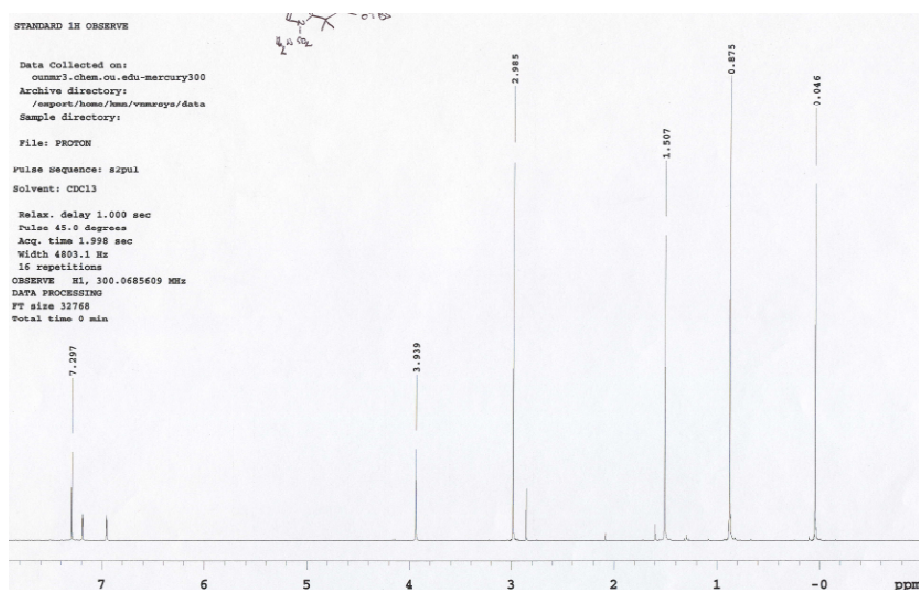 STANDARD 1H OBSERVE
OTBS
N
Data Collected on:
ounmr3.chem.ou.edu-mercury300
Archive directory:
/export/home/kmn/vnmrsys/data
Sample directory:
File: PROTON
Pulse Sequence: s2pul
Solvent: CDCl3
Relax. delay 1.000 sec
Pulse 45.0 degrees
Acq. time 1.998 sec
Width 4803.1 Hz
16 repetitions
OBSERVE H1, 300.0685609 MHz
DATA PROCESSING
FT size 32768
Total time 0 min
7.297
3.939
2.985
1.507
0.875
0.046
7 6 5 4 3 2 1 -0 ppm